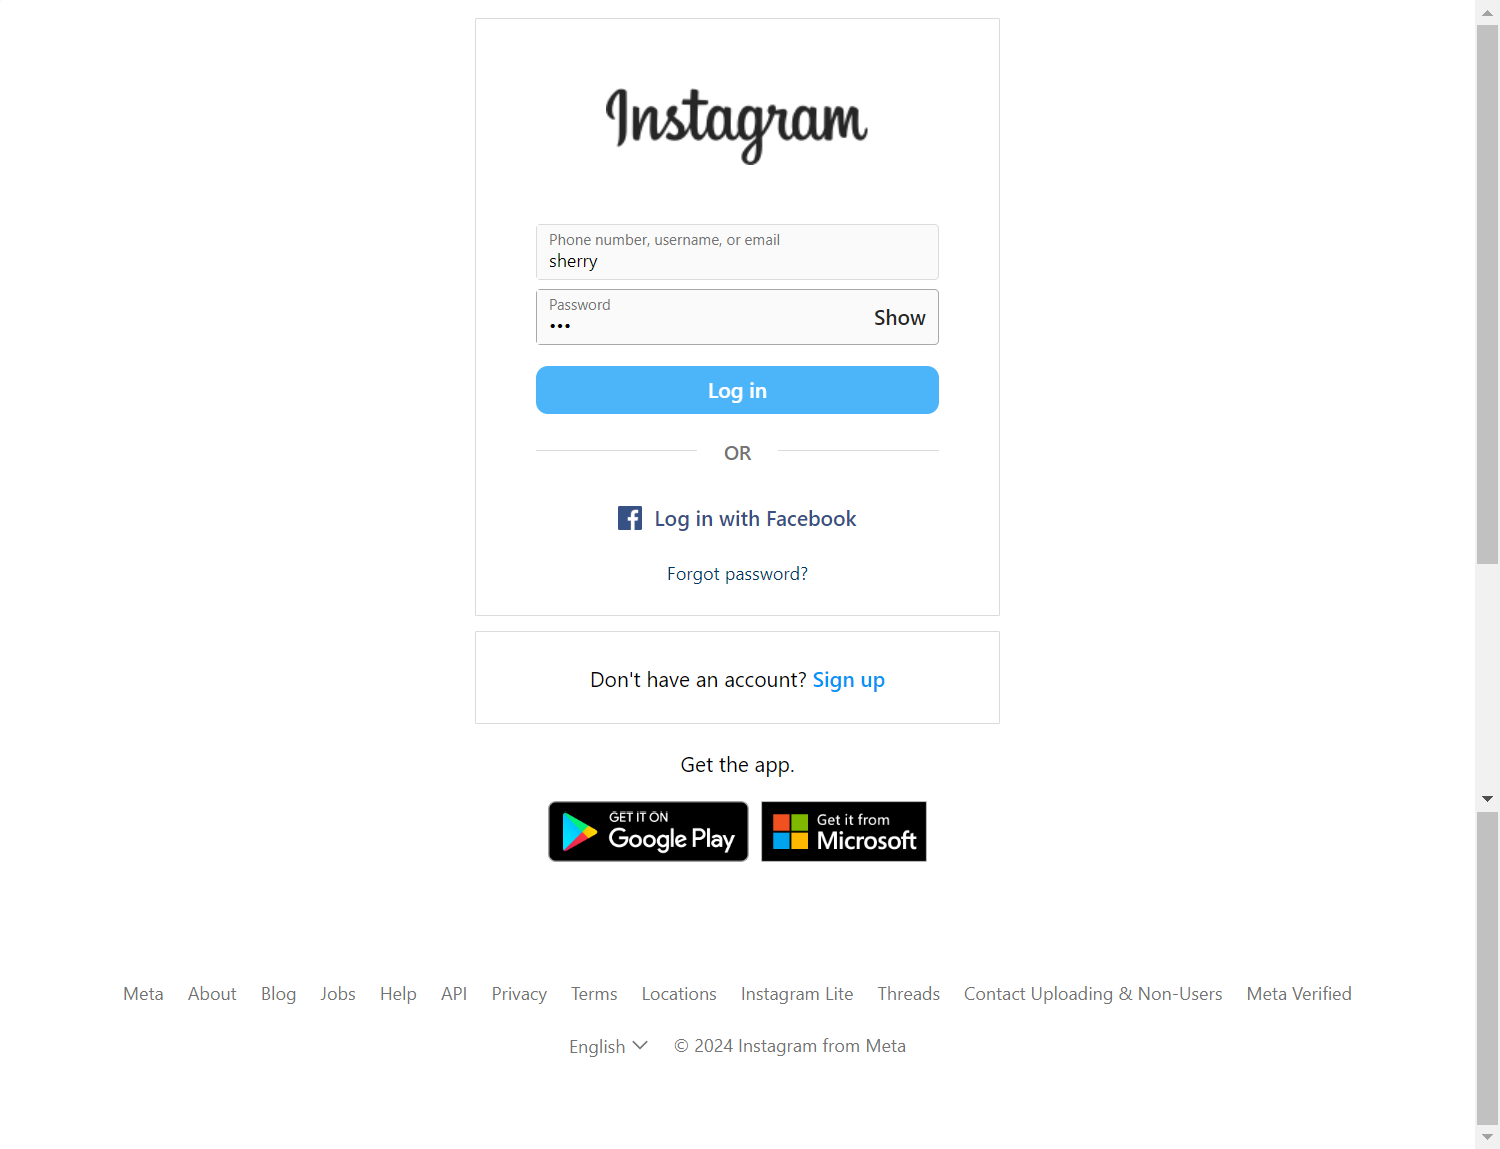 Instagram
Phone number, username, or email
sherry
Password
•••
Show
Log in
OR
Log in with Facebook
Forgot password?
Don't have an account? Sign up
Get the app.
GET IT ON
Google Play
Get it from
Microsoft
Meta About Blog Jobs Help API Privacy Terms Locations Instagram Lite Threads Contact Uploading & Non-Users Meta Verified
English © 2024 Instagram from Meta